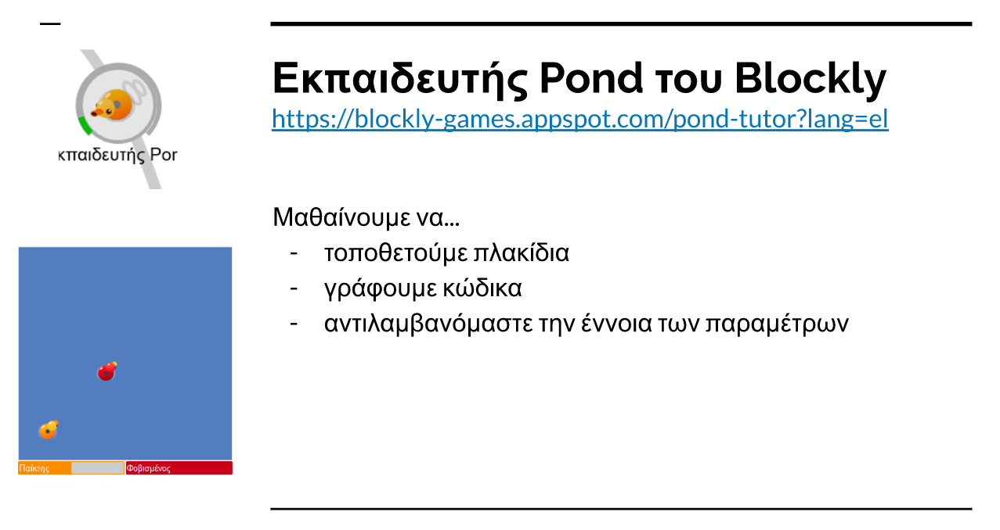 Εκπαιδευτής Pond του Blockly
https://blockly-games.appspot.com/pond-tutor?lang=el
κπαιδευτής Por
Μαθαίνουμε να...
- τοποθετούμε πλακίδια
- γράφουμε κώδικα
- αντιλαμβανόμαστε την έννοια των παραμέτρων
Παίκτης
Φοβισμένος